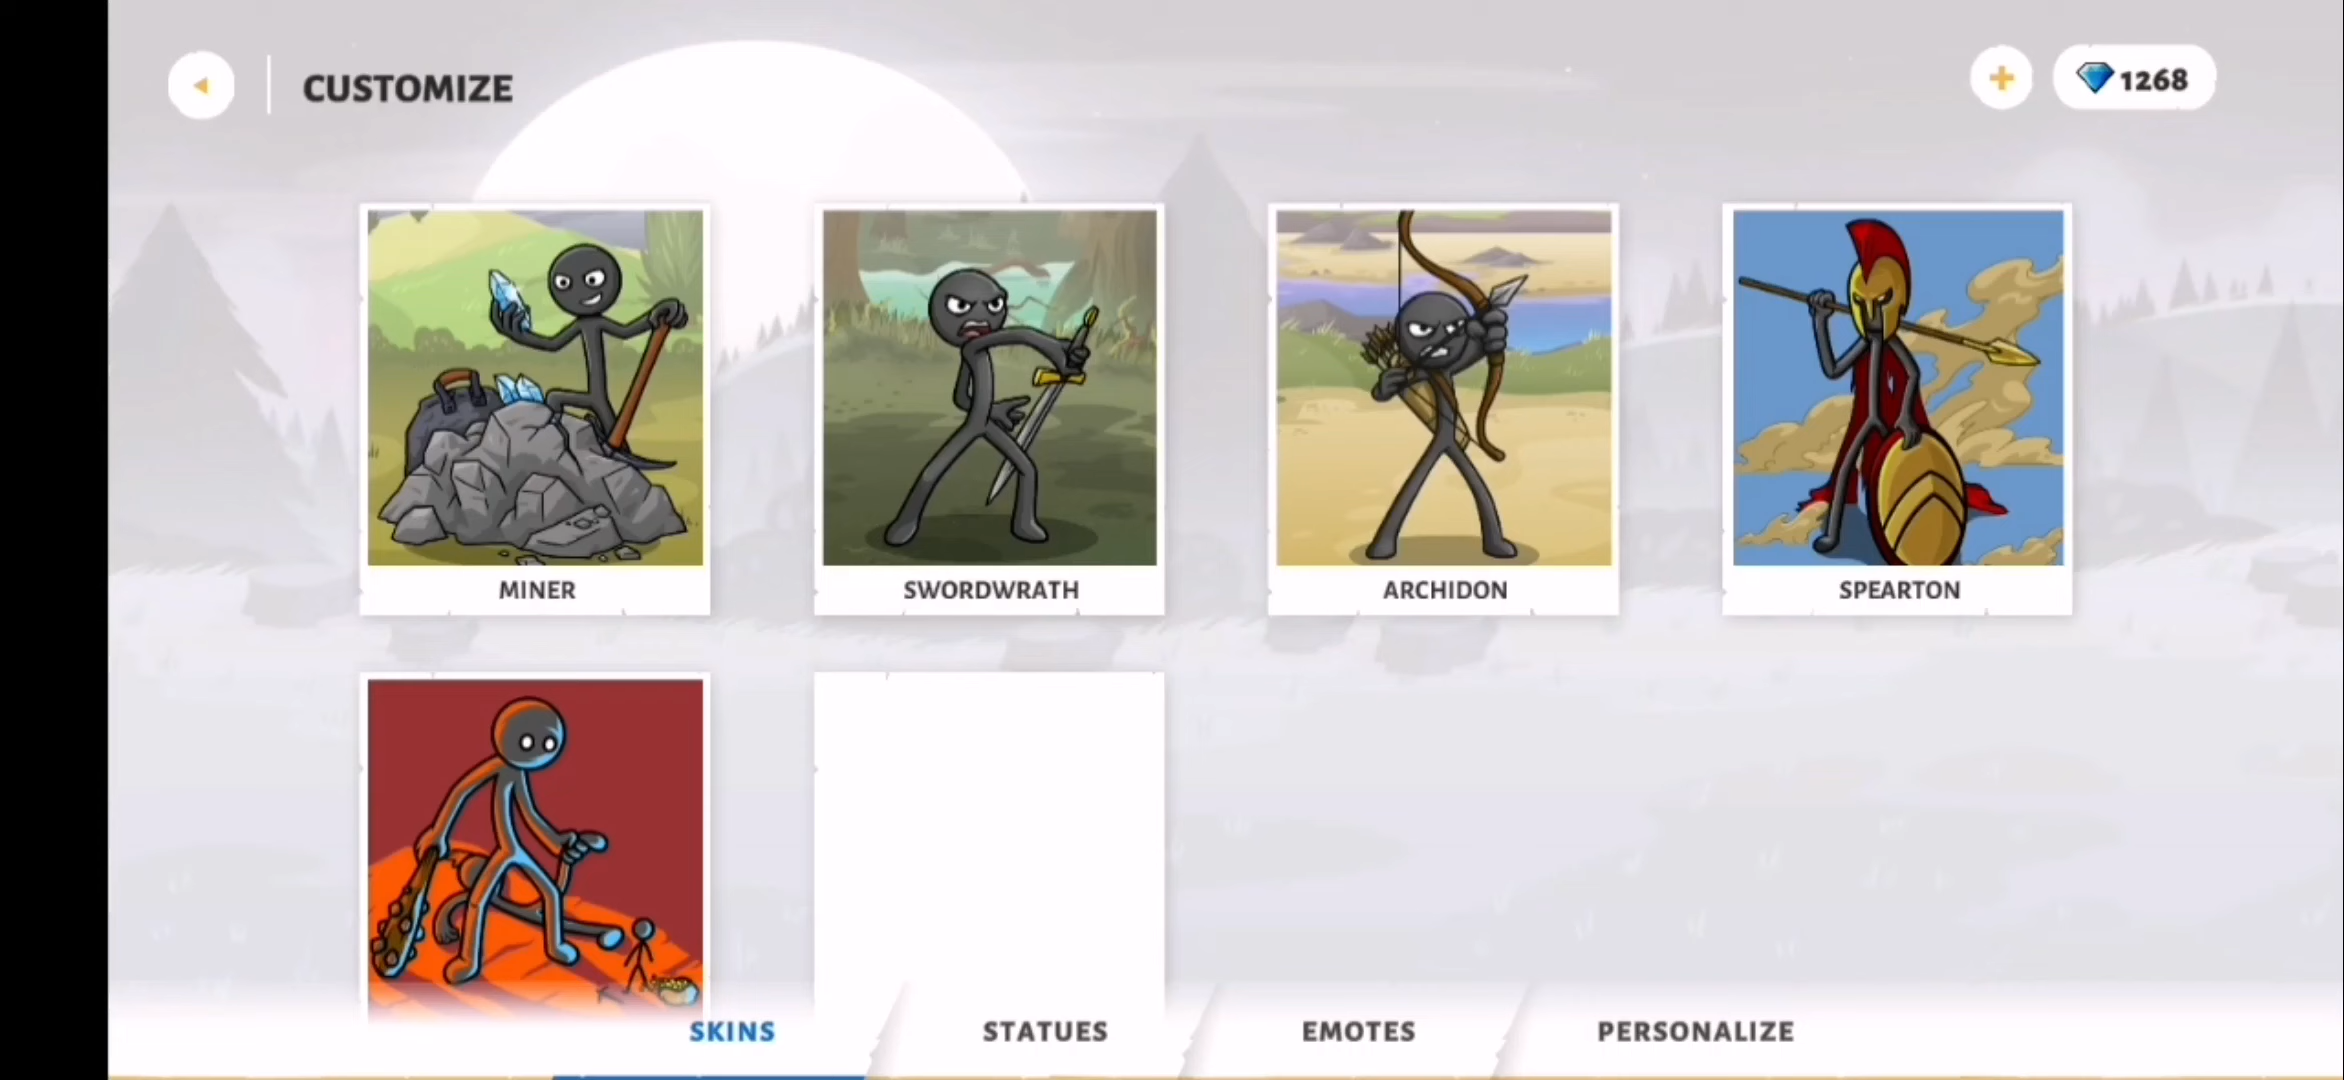 CUSTOMIZE
1268
MINER
SWORDWRATH
ARCHIDON
SPEARTON
SKINS
STATUES
EMOTES
PERSONALIZE